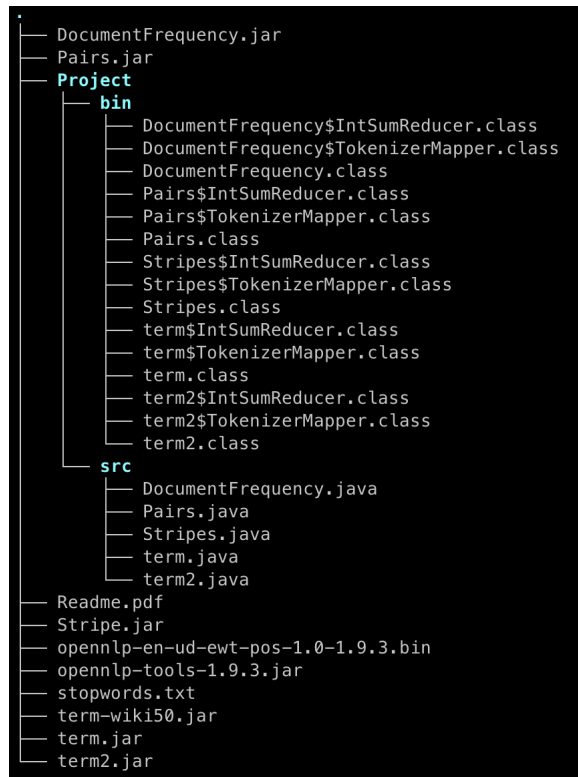 .
├── DocumentFrequency.jar
├── Pairs.jar
├── Project
│   ├── bin
│   │   ├── DocumentFrequency$IntSumReducer.class
│   │   ├── DocumentFrequency$TokenizerMapper.class
│   │   ├── DocumentFrequency.class
│   │   ├── Pairs$IntSumReducer.class
│   │   ├── Pairs$TokenizerMapper.class
│   │   ├── Pairs.class
│   │   ├── Stripes$IntSumReducer.class
│   │   ├── Stripes$TokenizerMapper.class
│   │   ├── Stripes.class
│   │   ├── term$IntSumReducer.class
│   │   ├── term$TokenizerMapper.class
│   │   ├── term.class
│   │   ├── term2$IntSumReducer.class
│   │   ├── term2$TokenizerMapper.class
│   │   └── term2.class
│   └── src
│       ├── DocumentFrequency.java
│       ├── Pairs.java
│       ├── Stripes.java
│       ├── term.java
│       └── term2.java
├── Readme.pdf
├── Stripe.jar
├── opennlp-en-ud-ewt-pos-1.0-1.9.3.bin
├── opennlp-tools-1.9.3.jar
├── stopwords.txt
├── term-wiki50.jar
├── term.jar
└── term2.jar